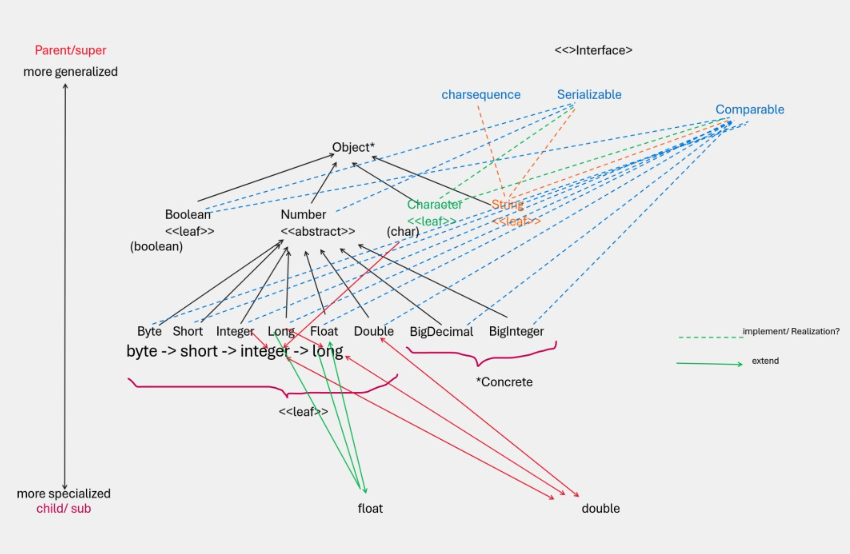 Parent/super
<<>Interface>
more generalized
charsequence
Serializable
Comparable
Object*
Character
String
Boolean
Number
<<leaf>>
<<leaf>>
<<leaf>>
<<abstract>>
(char)
(boolean)
Byte
Short
Integer
Long
Float
Double
BigDecimal
BigInteger
implement/ Realization?
byte -> short -> integer -> long
extend
*Concrete
<<leaf>>
more specialized
child/ sub
float
double